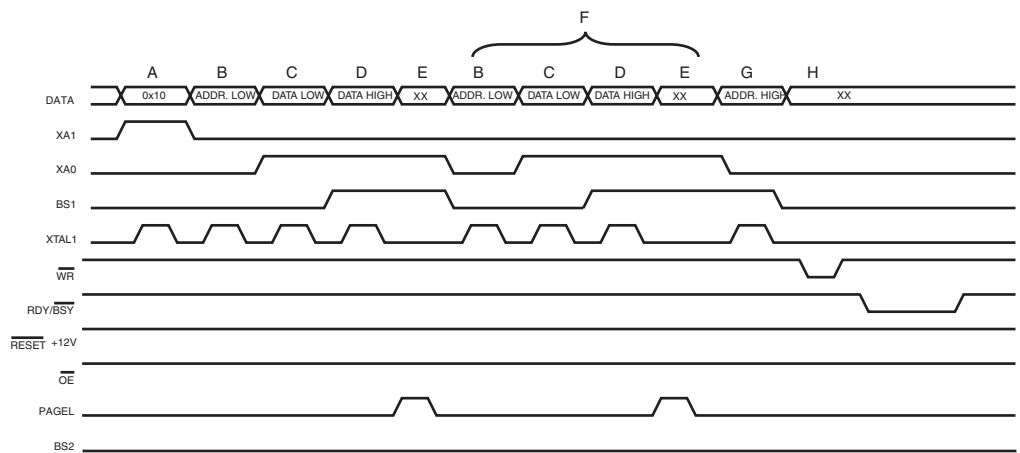 F
A B C D E B C D E G H
DATA 0x10 ADDR. LOW DATA LOW DATA HIGH XX ADDR. LOW DATA LOW DATA HIGH XX ADDR. HIGH XX
XA1
XA0
BS1
XTAL1
WR
RDY/BSY
RESET +12V
OE
PAGEL
BS2